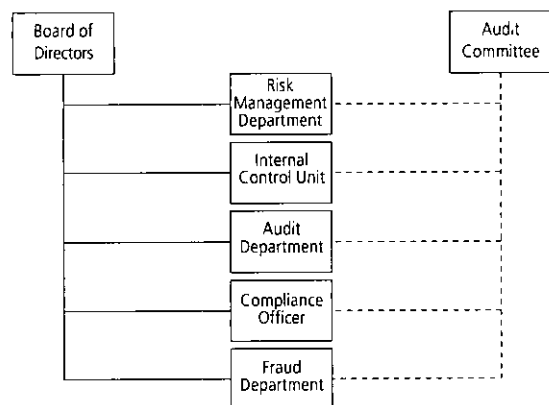 Board of
Directors
Audit
Committee
Risk
Management
Department
Internal
Control Unit
Audit
Department
Compliance
Officer
Fraud
Department